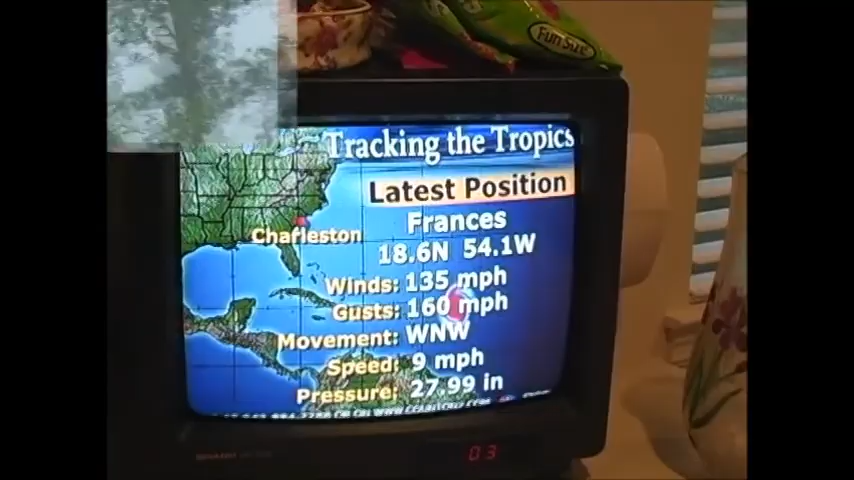 Fun Size
Tracking the Tropics
Latest Position
Frances
Charleston
18.6N 54.1W
Winds: 135 mph
Gusts: 160 mph
Movement: WNW
Speed: 9 mph
Pressure: 27.99 in
03